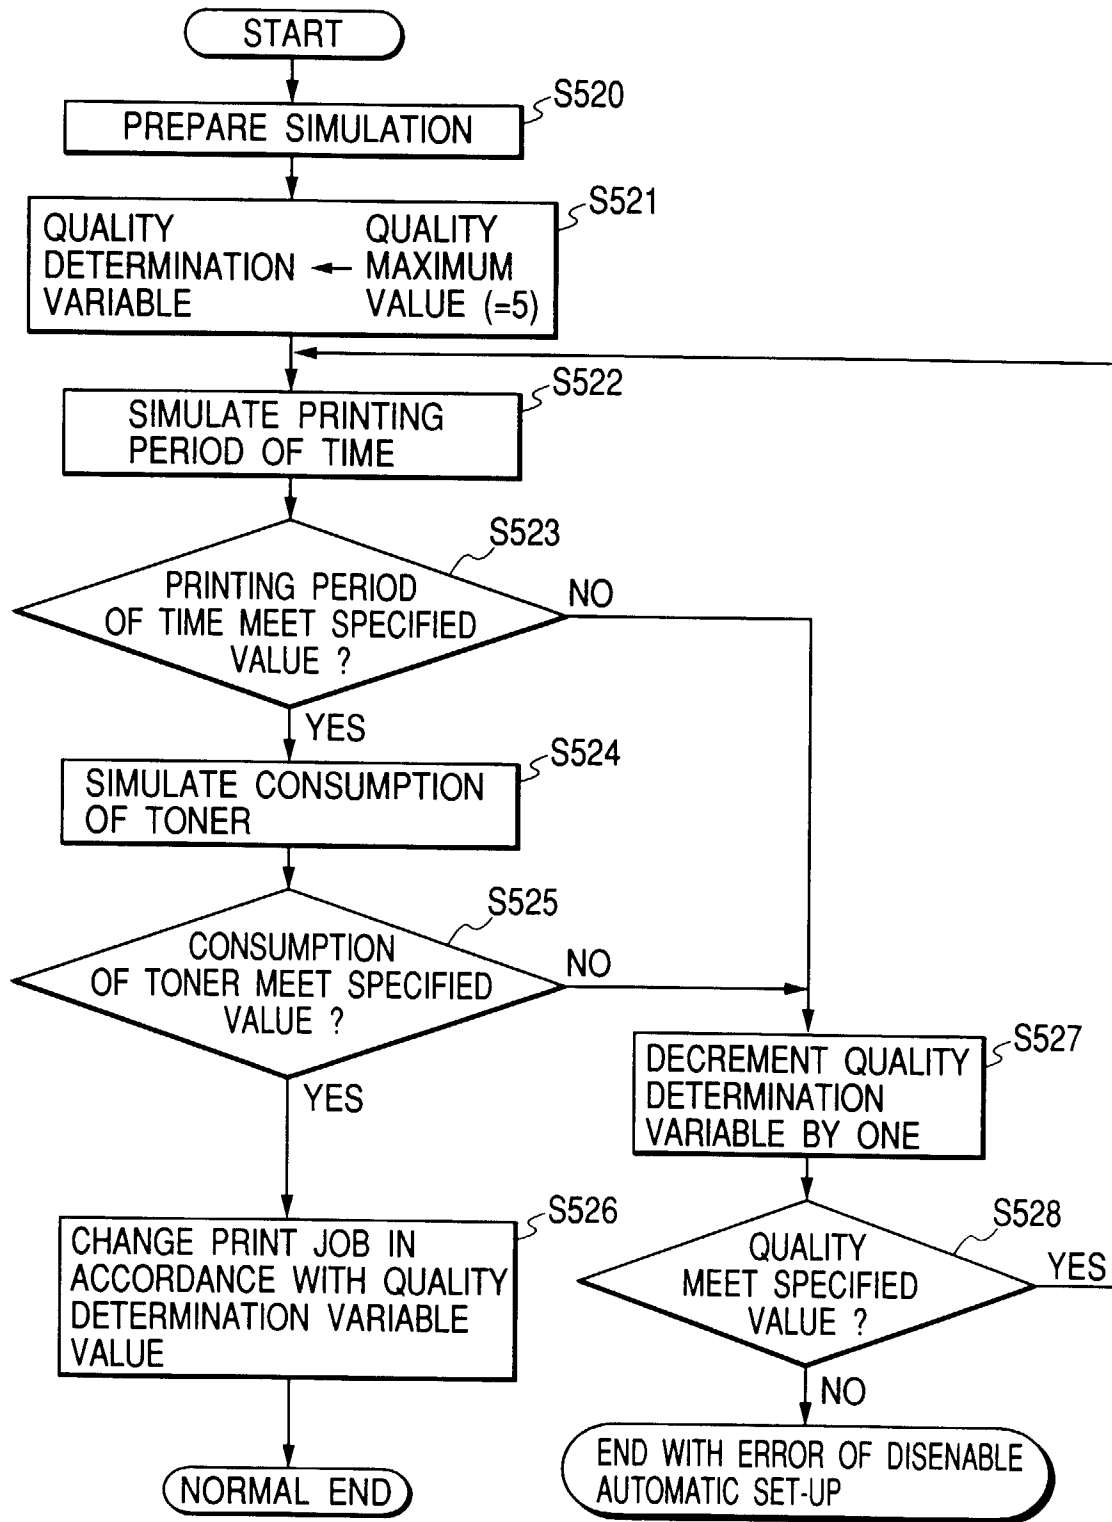 START
S520
PREPARE SIMULATION
S521
QUALITY
DETERMINATION
VARIABLE
QUALITY
MAXIMUM
VALUE (=5)
S522
SIMULATE PRINTING
PERIOD OF TIME
S523
PRINTING PERIOD
OF TIME MEET SPECIFIED
VALUE ?
NO
YES
S524
SIMULATE CONSUMPTION
OF TONER
S525
CONSUMPTION
OF TONER MEET SPECIFIED
VALUE ?
NO
YES
S526
CHANGE PRINT JOB IN
ACCORDANCE WITH QUALITY
DETERMINATION VARIABLE
VALUE
NORMAL END
S527
DECREMENT QUALITY
DETERMINATION
VARIABLE BY ONE
S528
QUALITY
MEET SPECIFIED
VALUE ?
YES
NO
END WITH ERROR OF DISENABLE
AUTOMATIC SET-UP